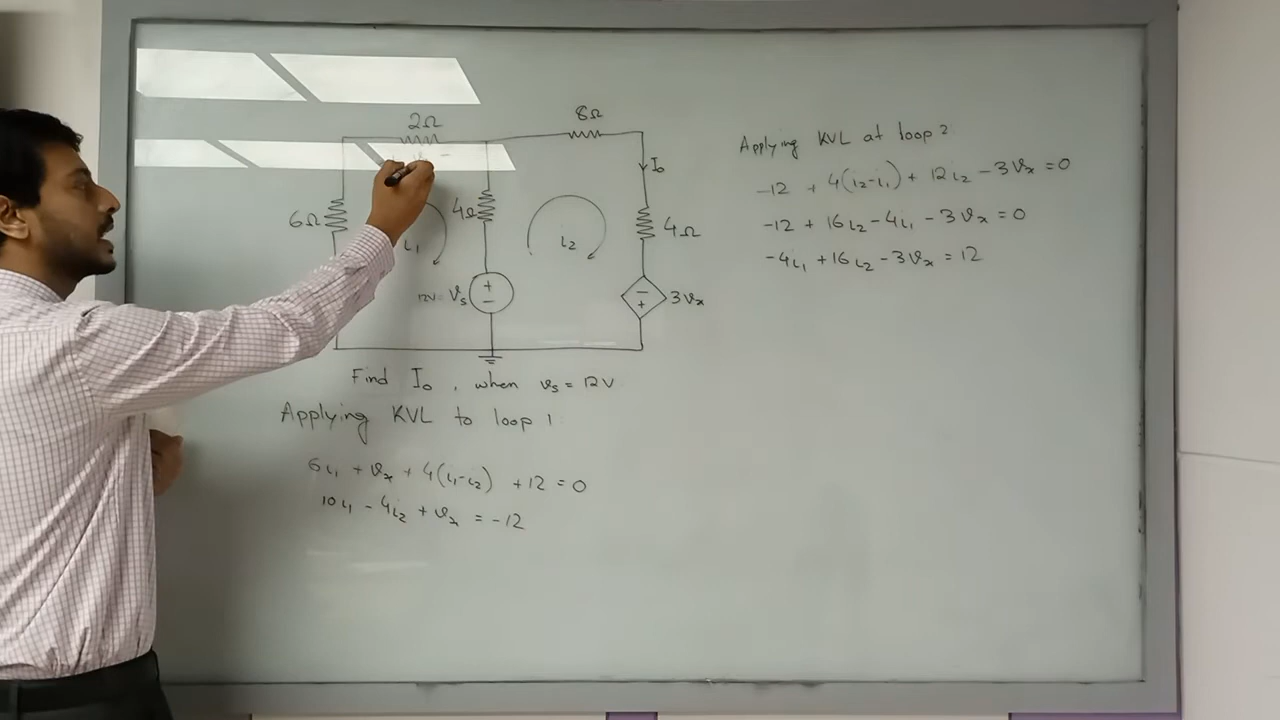 2Ω
8Ω
I₀
6Ω
4Ω
i₁
i₂
4Ω
12V = Vs
+
−
−
+
3𝑣ₓ
Find I₀ , when 𝑣s = 12V
Applying KVL to loop 1:
6i₁ + 𝑣ₓ + 4(i₁-i₂) + 12 = 0
10i₁ - 4i₂ + 𝑣ₓ = -12
Applying KVL at loop 2
-12 + 4(i₂-i₁) + 12i₂ - 3𝑣ₓ = 0
-12 + 16i₂ - 4i₁ - 3𝑣ₓ = 0
-4i₁ + 16i₂ - 3𝑣ₓ = 12